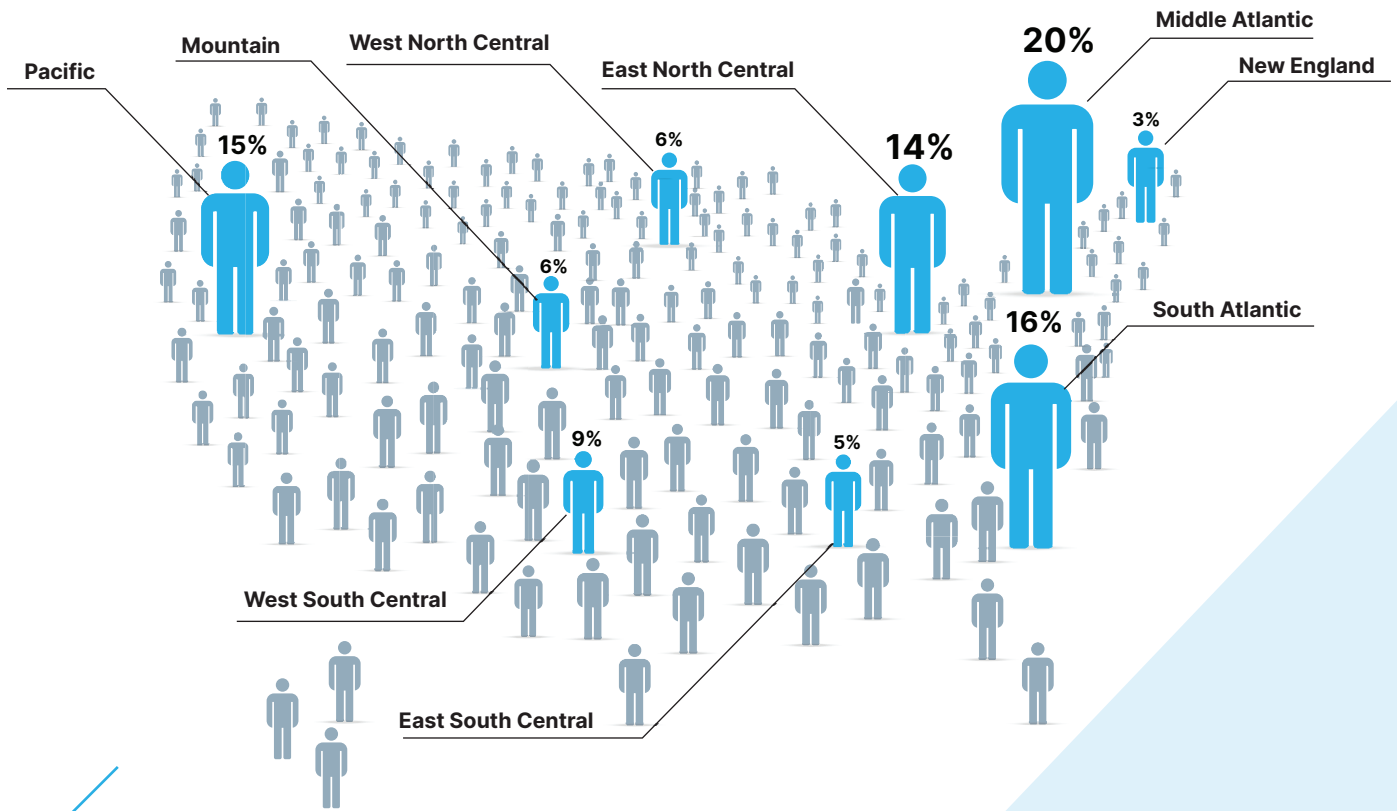 Pacific
15%
Mountain
6%
West North Central
6%
East North Central
14%
20%
Middle Atlantic
3%
New England
16%
South Atlantic
9%
West South Central
5%
East South Central